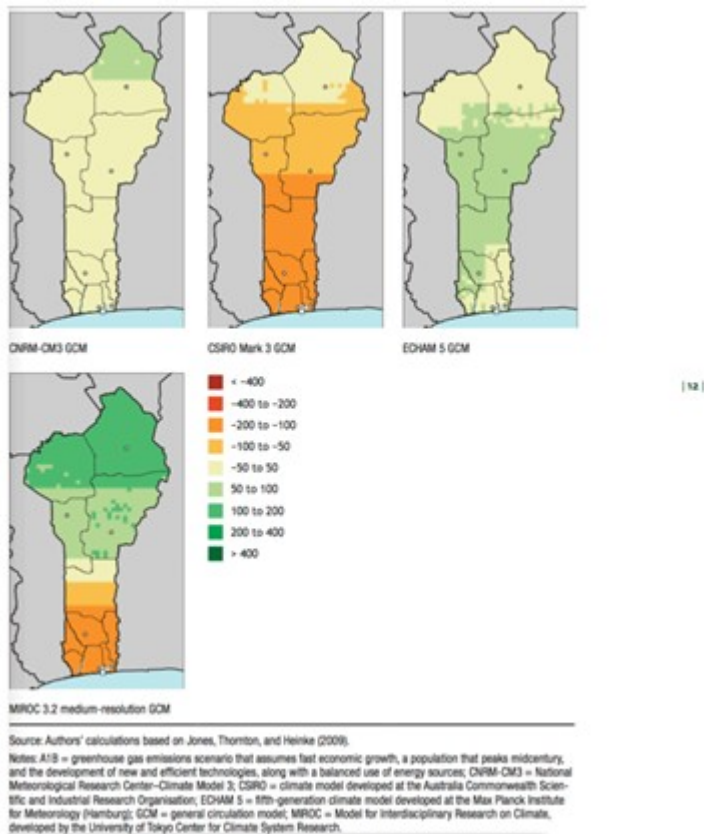 CNRM-CM3 GCM
CSIRO Mark 3 GCM
ECHAM 5 GCM
| 12 |
< -400
-400 to -200
-200 to -100
-100 to -50
-50 to 50
50 to 100
100 to 200
200 to 400
> 400
MIROC 3.2 medium-resolution GCM
Source: Authors' calculations based on Jones, Thornton, and Heinke (2009).
Notes: A1B = greenhouse gas emissions scenario that assumes fast economic growth, a population that peaks midcentury,
and the development of new and efficient technologies, along with a balanced use of energy sources; CNRM-CM3 = National
Meteorological Research Center–Climate Model 3; CSIRO = climate model developed at the Australia Commonwealth Scien-
tific and Industrial Research Organisation; ECHAM 5 = fifth-generation climate model developed at the Max Planck Institute
for Meteorology (Hamburg); GCM = general circulation model; MIROC = Model for Interdisciplinary Research on Climate,
developed by the University of Tokyo Center for Climate System Research.